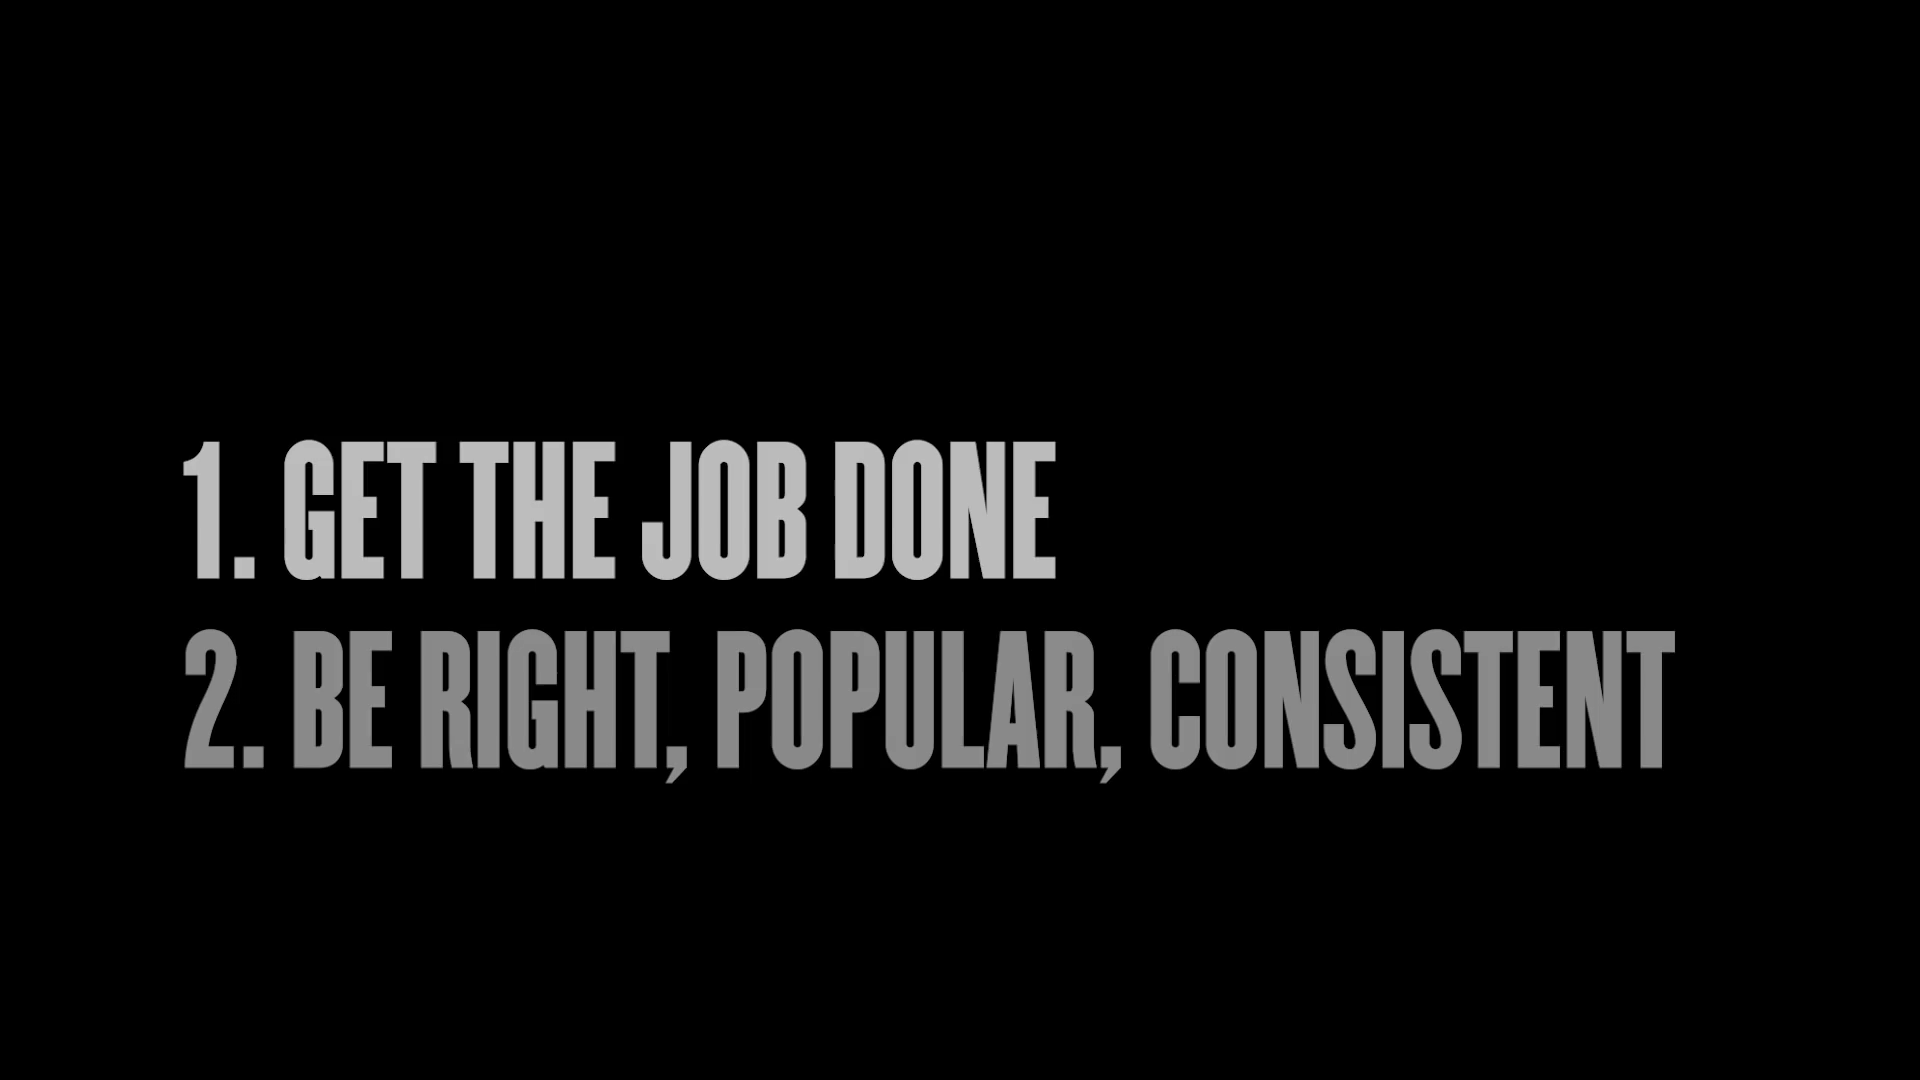 1. GET THE JOB DONE
2. BE RIGHT, POPULAR, CONSISTENT